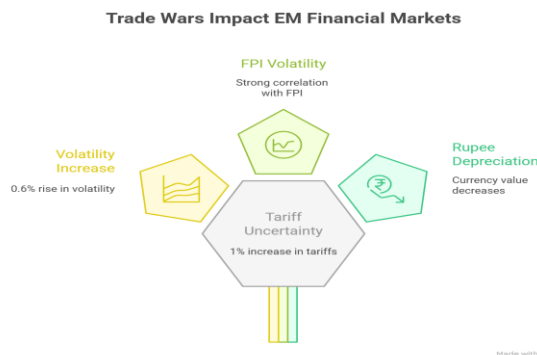 Trade Wars Impact EM Financial Markets
FPI Volatility
Strong correlation
with FPI
Volatility
Increase
0.6% rise in volatility
Rupee
Depreciation
Currency value
decreases
₹
Tariff
Uncertainty
1% increase in tariffs